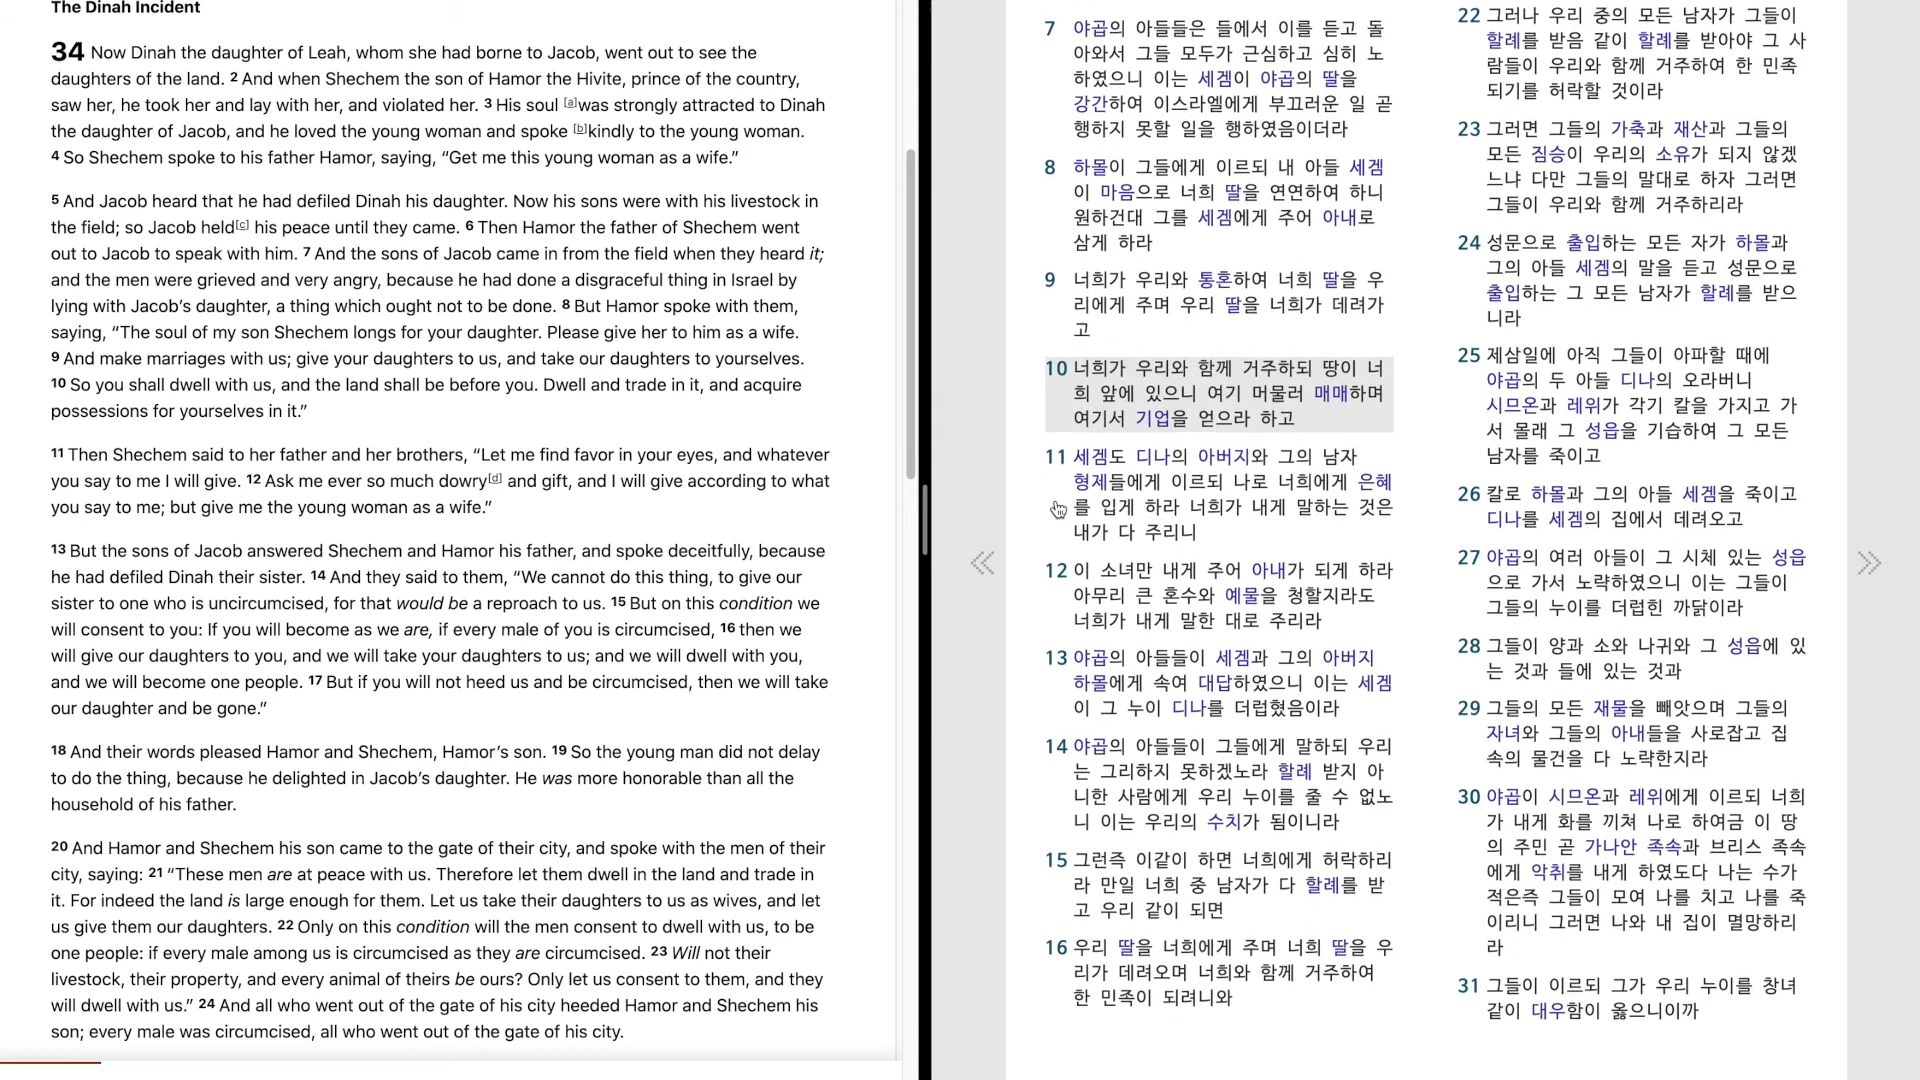 The Dinah Incident
34 Now Dinah the daughter of Leah, whom she had borne to Jacob, went out to see the
daughters of the land. 2 And when Shechem the son of Hamor the Hivite, prince of the country,
saw her, he took her and lay with her, and violated her. 3 His soul [a]was strongly attracted to Dinah
the daughter of Jacob, and he loved the young woman and spoke [b]kindly to the young woman.
4 So Shechem spoke to his father Hamor, saying, “Get me this young woman as a wife.”
5 And Jacob heard that he had defiled Dinah his daughter. Now his sons were with his livestock in
the field; so Jacob held[c] his peace until they came. 6 Then Hamor the father of Shechem went
out to Jacob to speak with him. 7 And the sons of Jacob came in from the field when they heard it;
and the men were grieved and very angry, because he had done a disgraceful thing in Israel by
lying with Jacob’s daughter, a thing which ought not to be done. 8 But Hamor spoke with them,
saying, “The soul of my son Shechem longs for your daughter. Please give her to him as a wife.
9 And make marriages with us; give your daughters to us, and take our daughters to yourselves.
10 So you shall dwell with us, and the land shall be before you. Dwell and trade in it, and acquire
possessions for yourselves in it.”
11 Then Shechem said to her father and her brothers, “Let me find favor in your eyes, and whatever
you say to me I will give. 12 Ask me ever so much dowry[d] and gift, and I will give according to what
you say to me; but give me the young woman as a wife.”
13 But the sons of Jacob answered Shechem and Hamor his father, and spoke deceitfully, because
he had defiled Dinah their sister. 14 And they said to them, “We cannot do this thing, to give our
sister to one who is uncircumcised, for that would be a reproach to us. 15 But on this condition we
will consent to you: If you will become as we are, if every male of you is circumcised, 16 then we
will give our daughters to you, and we will take your daughters to us; and we will dwell with you,
and we will become one people. 17 But if you will not heed us and be circumcised, then we will take
our daughter and be gone.”
18 And their words pleased Hamor and Shechem, Hamor’s son. 19 So the young man did not delay
to do the thing, because he delighted in Jacob’s daughter. He was more honorable than all the
household of his father.
20 And Hamor and Shechem his son came to the gate of their city, and spoke with the men of their
city, saying: 21 “These men are at peace with us. Therefore let them dwell in the land and trade in
it. For indeed the land is large enough for them. Let us take their daughters to us as wives, and let
us give them our daughters. 22 Only on this condition will the men consent to dwell with us, to be
one people: if every male among us is circumcised as they are circumcised. 23 Will not their
livestock, their property, and every animal of theirs be ours? Only let us consent to them, and they
will dwell with us.” 24 And all who went out of the gate of his city heeded Hamor and Shechem his
son; every male was circumcised, all who went out of the gate of his city.
7 야곱의 아들들은 들에서 이를 듣고 돌
아와서 그들 모두가 근심하고 심히 노
하였으니 이는 세겜이 야곱의 딸을
강간하여 이스라엘에게 부끄러운 일 곧
행하지 못할 일을 행하였음이더라
8 하몰이 그들에게 이르되 내 아들 세겜
이 마음으로 너희 딸을 연연하여 하니
원하건대 그를 세겜에게 주어 아내로
삼게 하라
9 너희가 우리와 통혼하여 너희 딸을 우
리에게 주며 우리 딸을 너희가 데려가
고
10 너희가 우리와 함께 거주하되 땅이 너
희 앞에 있으니 여기 머물러 매매하며
여기서 기업을 얻으라 하고
11 세겜도 디나의 아버지와 그의 남자
형제들에게 이르되 나로 너희에게 은혜
를 입게 하라 너희가 내게 말하는 것은
내가 다 주리니
12 이 소녀만 내게 주어 아내가 되게 하라
아무리 큰 혼수와 예물을 청할지라도
너희가 내게 말한 대로 주리라
13 야곱의 아들들이 세겜과 그의 아버지
하몰에게 속여 대답하였으니 이는 세겜
이 그 누이 디나를 더럽혔음이라
14 야곱의 아들들이 그들에게 말하되 우리
는 그리하지 못하겠노라 할례 받지 아
니한 사람에게 우리 누이를 줄 수 없노
니 이는 우리의 수치가 됨이니라
15 그런즉 이같이 하면 너희에게 허락하리
라 만일 너희 중 남자가 다 할례를 받
고 우리 같이 되면
16 우리 딸을 너희에게 주며 너희 딸을 우
리가 데려오며 너희와 함께 거주하여
한 민족이 되려니와
22 그러나 우리 중의 모든 남자가 그들이
할례를 받음 같이 할례를 받아야 그 사
람들이 우리와 함께 거주하여 한 민족
되기를 허락할 것이라
23 그러면 그들의 가축과 재산과 그들의
모든 짐승이 우리의 소유가 되지 않겠
느냐 다만 그들의 말대로 하자 그러면
그들이 우리와 함께 거주하리라
24 성문으로 출입하는 모든 자가 하몰과
그의 아들 세겜의 말을 듣고 성문으로
출입하는 그 모든 남자가 할례를 받으
니라
25 제삼일에 아직 그들이 아파할 때에
야곱의 두 아들 디나의 오라버니
시므온과 레위가 각기 칼을 가지고 가
서 몰래 그 성읍을 기습하여 그 모든
남자를 죽이고
26 칼로 하몰과 그의 아들 세겜을 죽이고
디나를 세겜의 집에서 데려오고
27 야곱의 여러 아들이 그 시체 있는 성읍
으로 가서 노략하였으니 이는 그들이
그들의 누이를 더럽힌 까닭이라
28 그들이 양과 소와 나귀와 그 성읍에 있
는 것과 들에 있는 것과
29 그들의 모든 재물을 빼앗으며 그들의
자녀와 그들의 아내들을 사로잡고 집
속의 물건을 다 노략한지라
30 야곱이 시므온과 레위에게 이르되 너희
가 내게 화를 끼쳐 나로 하여금 이 땅
의 주민 곧 가나안 족속과 브리스 족속
에게 악취를 내게 하였도다 나는 수가
적은즉 그들이 모여 나를 치고 나를 죽
이리니 그러면 나와 내 집이 멸망하리
라
31 그들이 이르되 그가 우리 누이를 창녀
같이 대우함이 옳으니이까